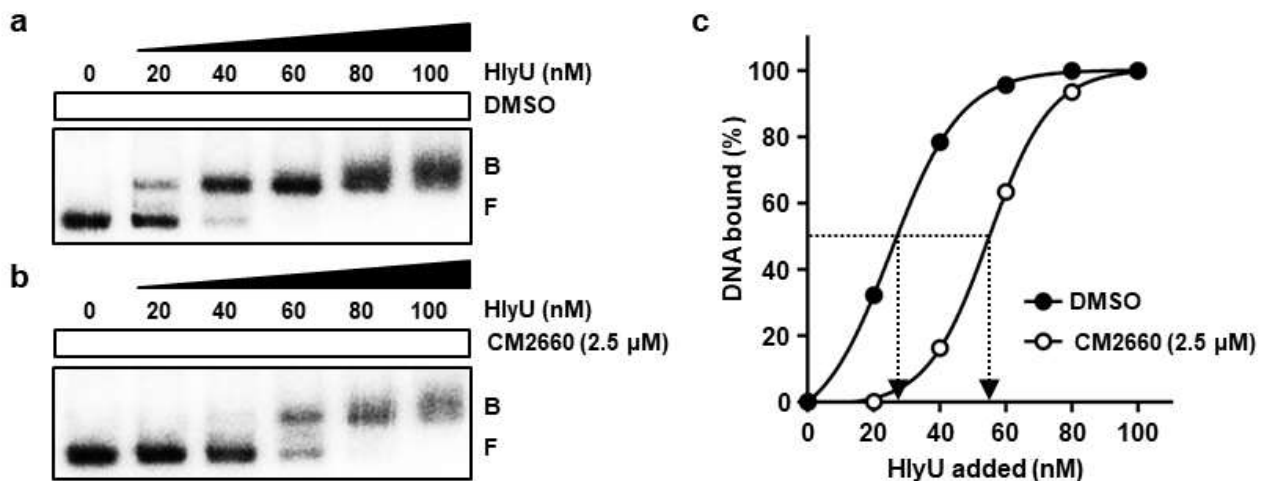 a
0 20 40 60 80 100 HlyU (nM)
DMSO
B
F
b
0 20 40 60 80 100 HlyU (nM)
CM2660 (2.5 μM)
B
F
c
DNA bound (%)
100
80
60
40
20
0
DMSO
CM2660 (2.5 μM)
0 20 40 60 80 100
HlyU added (nM)